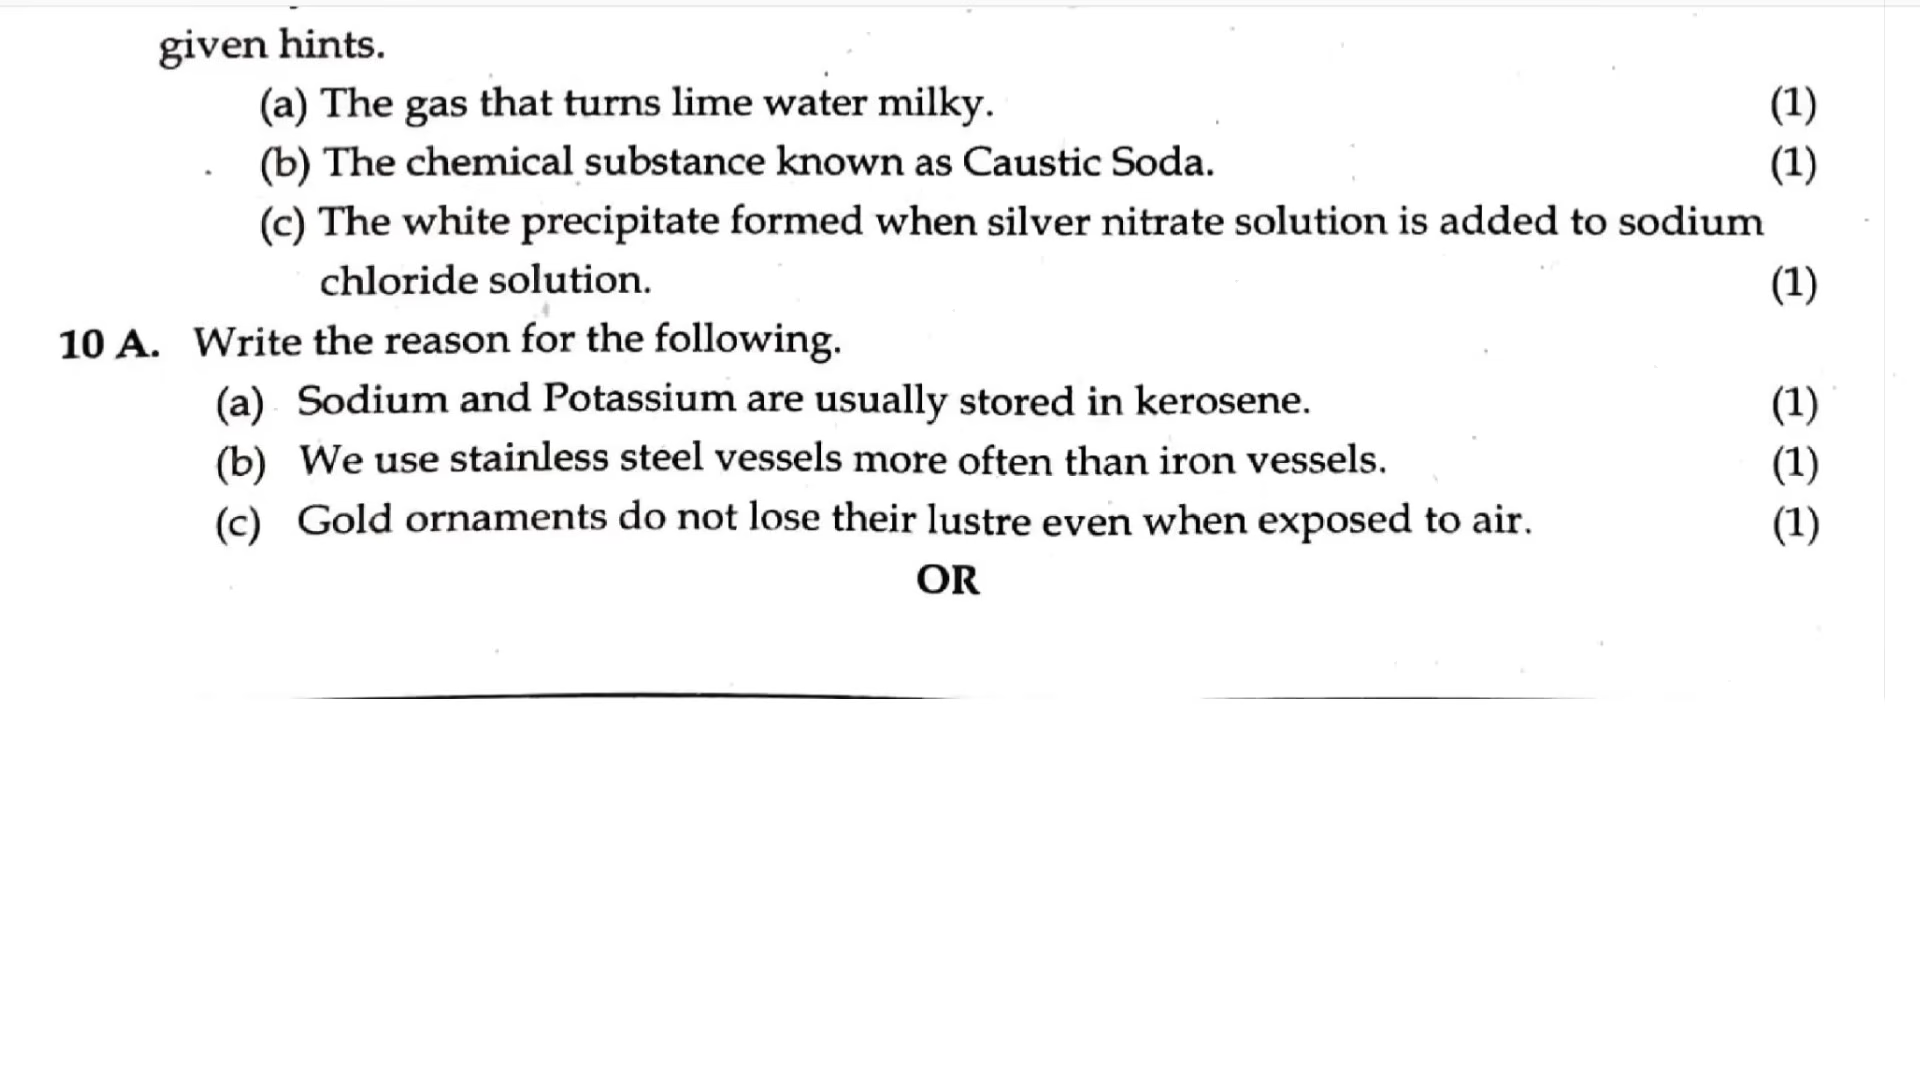 given hints.
(a) The gas that turns lime water milky. (1)
(b) The chemical substance known as Caustic Soda. (1)
(c) The white precipitate formed when silver nitrate solution is added to sodium
chloride solution. (1)
10 A. Write the reason for the following.
(a) Sodium and Potassium are usually stored in kerosene. (1)
(b) We use stainless steel vessels more often than iron vessels. (1)
(c) Gold ornaments do not lose their lustre even when exposed to air. (1)
OR